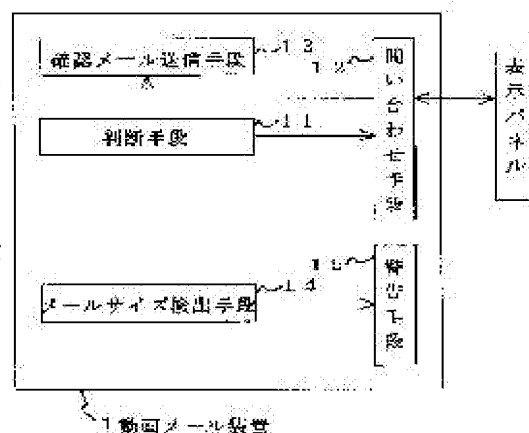 確認メール送信手段
13
12
問い合わせ手段
表示パネル
判断手段
11
15
警告手段
メールサイズ検出手段
14
1 動画メール装置